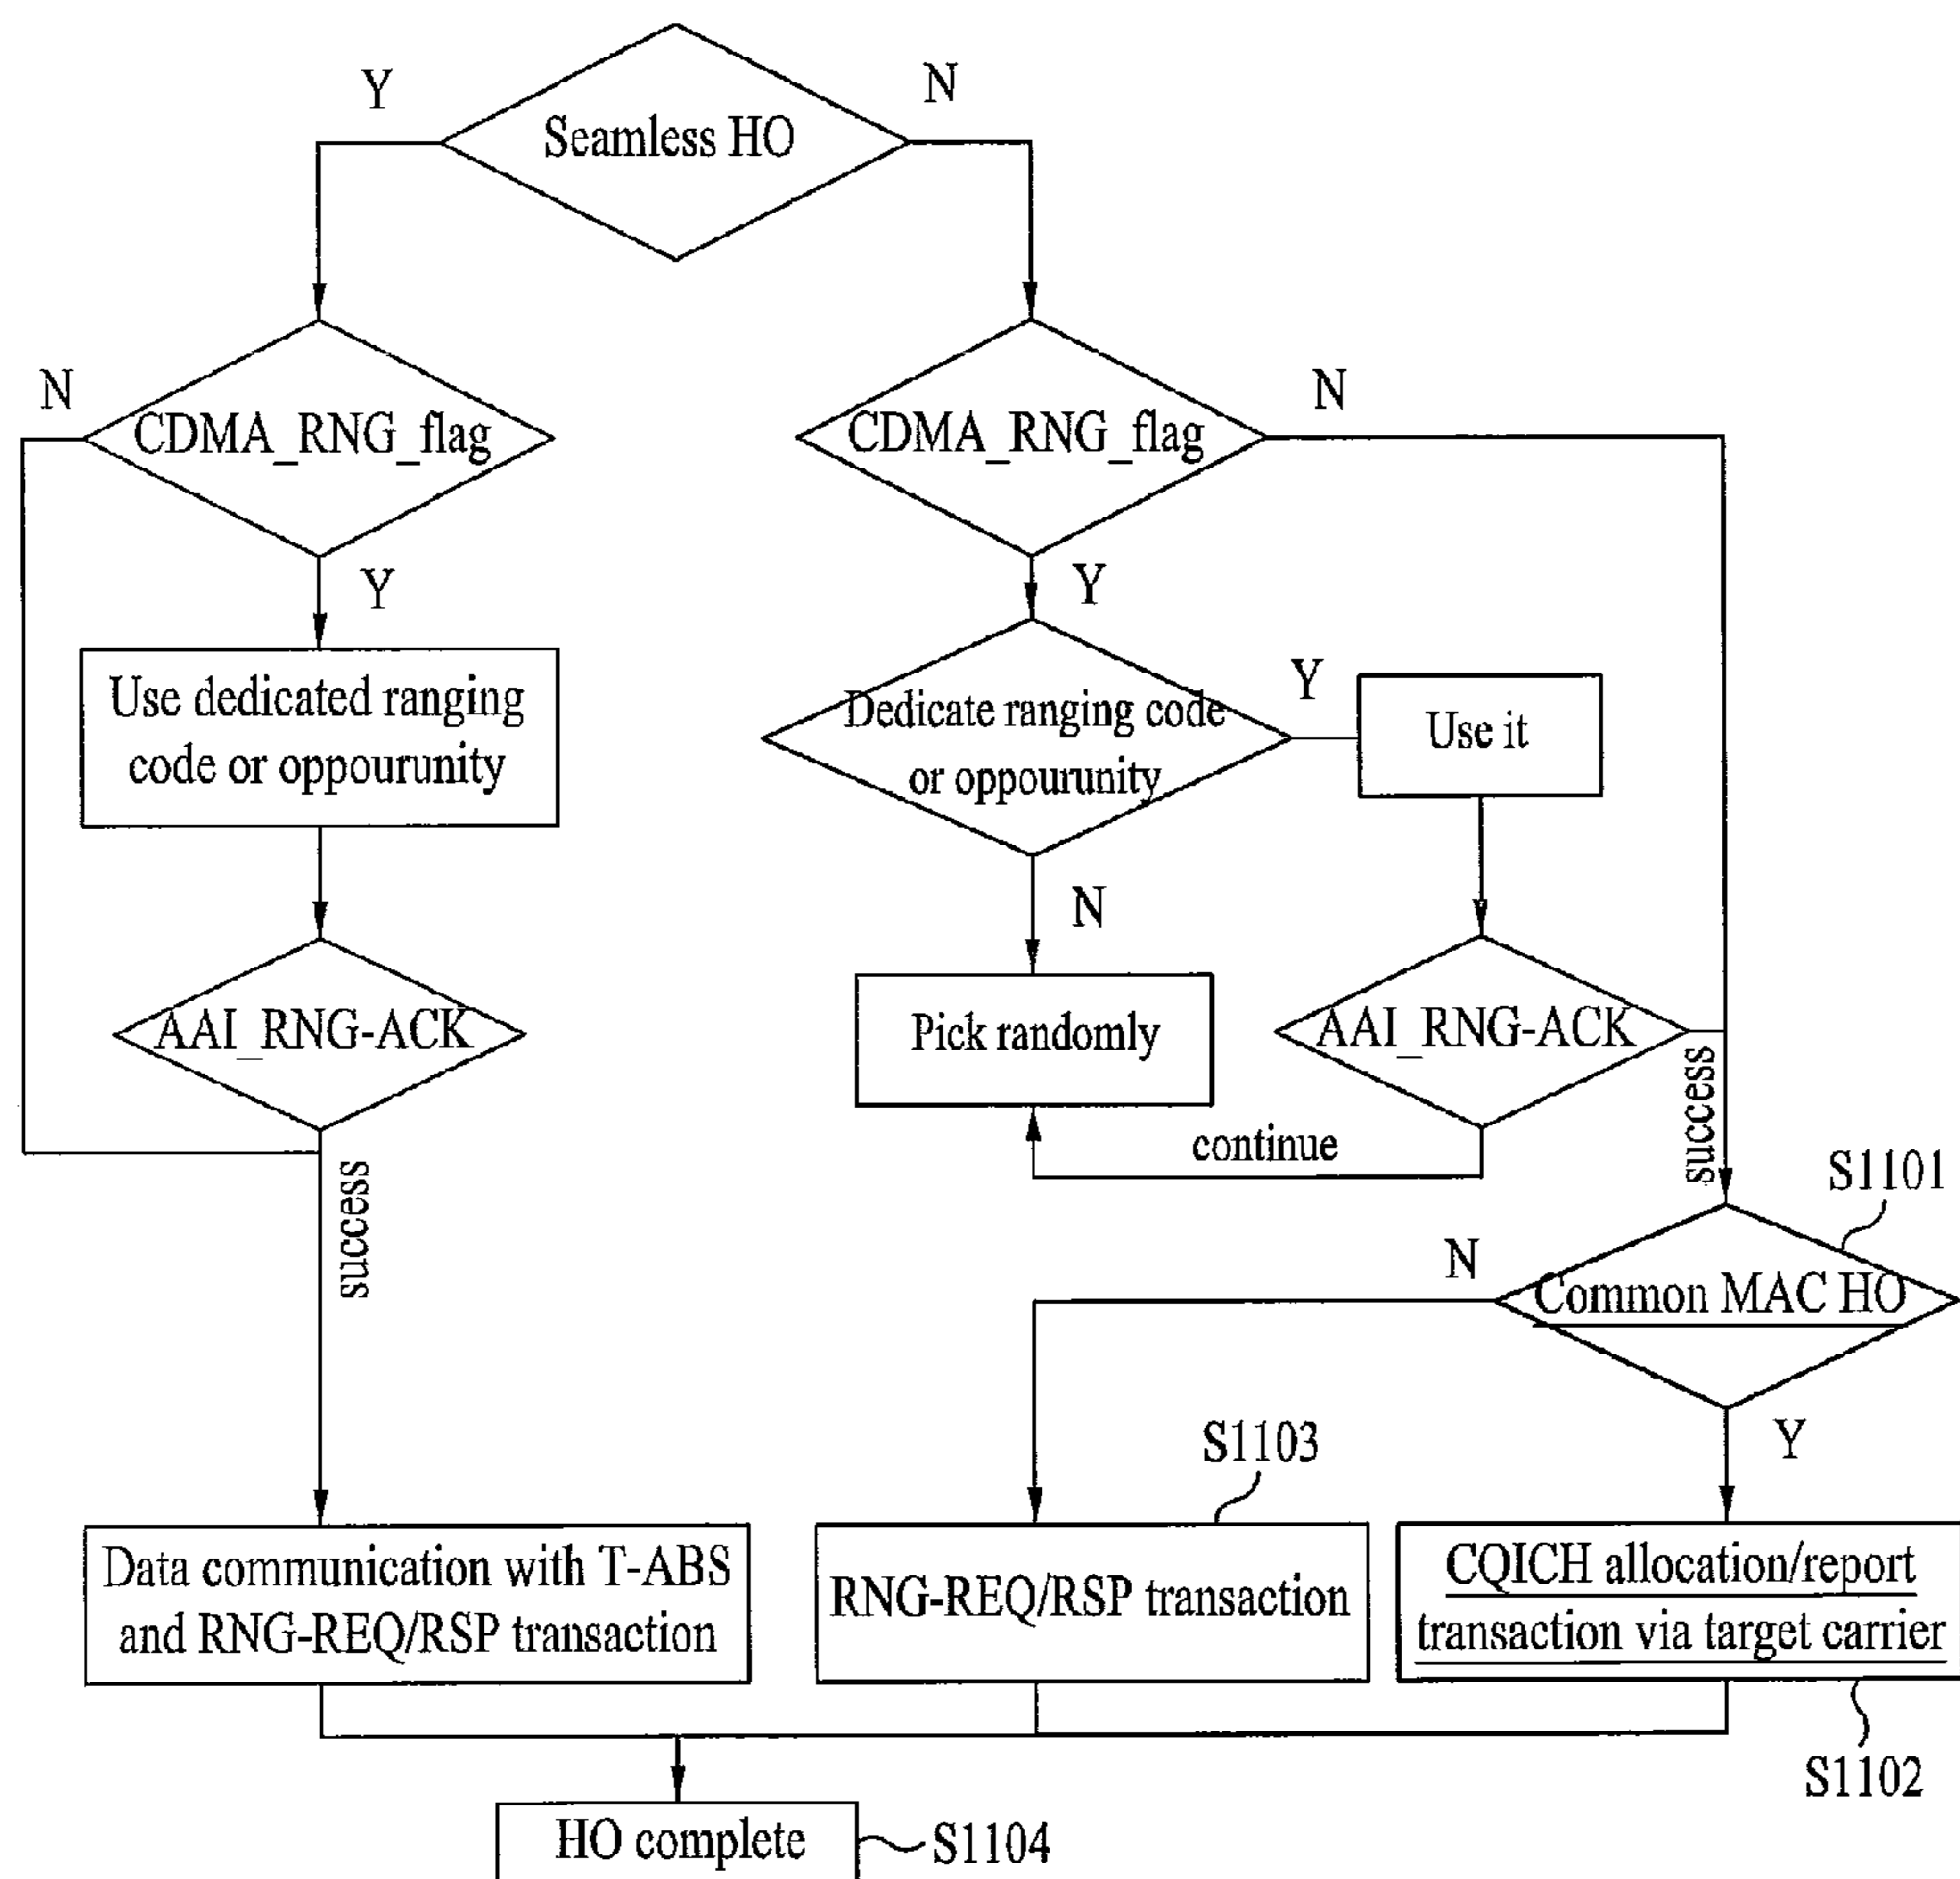 Seamless HO
Y
N
CDMA_RNG_flag
N
Y
CDMA_RNG_flag
N
Y
Use dedicated ranging
code or oppourunity
Dedicate ranging code
or oppourunity
Y
N
Use it
AAI_RNG-ACK
success
Pick randomly
AAI_RNG-ACK
continue
success
S1101
Common MAC HO
N
Y
S1103
Data communication with T-ABS
and RNG-REQ/RSP transaction
RNG-REQ/RSP transaction
CQICH allocation/report
transaction via target carrier
S1102
HO complete
S1104